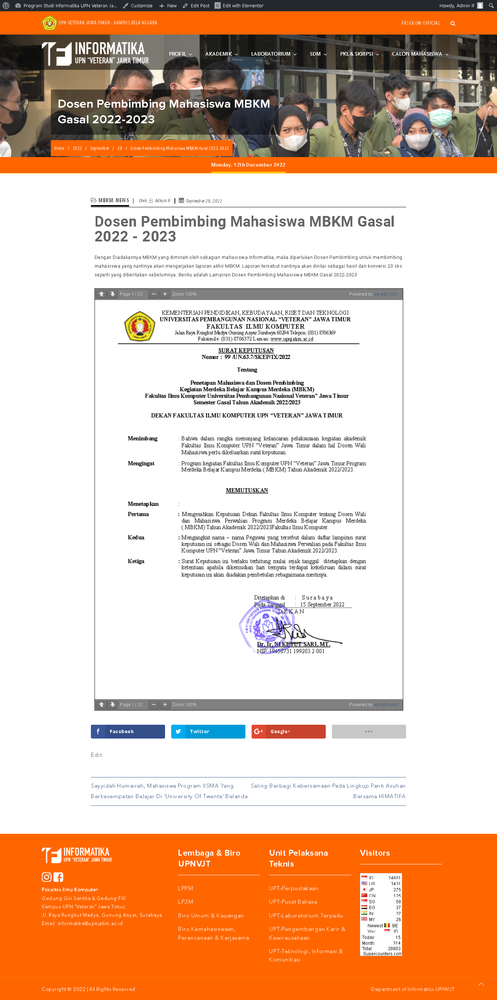 Program Studi Informatika UPN Veteran Ja... Customize New Edit Post Edit with Elementor Howdy, Admin IF
UPN VETERAN JAWA TIMUR - KAMPUS BELA NEGARA FASILKOM OFFICIAL
INFORMATIKA
UPN "VETERAN" JAWA TIMUR
PROFIL AKADEMIK LABORATORIUM SDM PKL & SKRIPSI CALON MAHASISWA
Dosen Pembimbing Mahasiswa MBKM
Gasal 2022-2023
Home / 2022 / September / 28 / Dosen Pembimbing Mahasiswa MBKM Gasal 2022-2023
Monday, 12th December 2022
MBKM, NEWS | Oleh: Admin IF | September 28, 2022
Dosen Pembimbing Mahasiswa MBKM Gasal
2022 - 2023
Dengan Diadakannya MBKM yang diminati oleh sebagian mahasiswa Informatika, maka diperlukan Dosen Pembimbing untuk membimbing
mahasiswa yang nantinya akan mengerjakan laporan akhir MBKM. Laporan tersebut nantinya akan dinilai sebagai hasil dari konversi 20 sks
seperti yang diberitakan sebelumnya. Beriku adalah Lampiran Dosen Pembimbing Mahasiswa MBKM Gasal 2022-2023
Page 1 / 33 Zoom 100% Powered by wp-pdf.com
KEMENTERIAN PENDIDIKAN, KEBUDAYAAN, RISET DAN TEKNOLOGI
UNIVERSITAS PEMBANGUNAN NASIONAL “VETERAN” JAWA TIMUR
FAKULTAS ILMU KOMPUTER
Jalan Raya Rungkut Madya Gunung Anyar Surabaya 60294 Telepon: (031) 8706369
Faksimile: (031) 8706372 Laman :www.upnjatim.ac.id
SURAT KEPUTUSAN
Nomor : 99 /UN.63.7/SKEP/IX/2022
Tentang
Penetapan Mahasiswa dan Dosen Pembimbing
Kegiatan Merdeka Belajar Kampus Merdeka (MBKM)
Fakultas Ilmu Komputer Universitas Pembangunan Nasional Veteran” Jawa Timur
Semester Gasal Tahun Akademik 2022/2023
DEKAN FAKULTAS ILMU KOMPUTER UPN “VETERAN” JAWA TIMUR
Menimbang : Bahwa dalam rangka menunjang kelancaran pelaksanaan kegiatan akademik
Fakultas Ilmu Komputer UPN “Veteran” Jawa Timur dalam hal Dosen Wali
Mahasiswa perlu dikeluarkan surat keputusan.
Mengingat : Program kegiatan Fakultas Ilmu Komputer UPN “Veteran” Jawa Timur Program
Merdeka Belajar Kampus Merdeka ( MBKM) Tahun Akademik 2022/2023.
MEMUTUSKAN
Menetapkan :
Pertama : Mengesahkan Keputusan Dekan Fakultas Ilmu Komputer tentang Dosen Wali
dan Mahasiswa Perwalian Program Merdeka Belajar Kampus Merdeka
( MBKM) Tahun Akademik 2022/2023Fakultas Ilmu Komputer.
Kedua : Mengangkat nama – nama Pegawai yang tersebut dalam daftar lampiran surat
keputusan ini sebagai Dosen Wali dan Mahasiswa Perwalian pada Fakultas Ilmu
Komputer UPN “Veteran” Jawa Timur Tahun Akademik 2022/2023.
Ketiga : Surat Keputusan ini berlaku terhitung mulai sejak tanggal ditetapkan dengan
ketentuan apabila dikemudian hari ternyata terdapat kekeliruan dalam surat
keputusan ini akan diadakan pembetulan sebagaimana mestinya.
Ditetapkan di : Surabaya
Pada Tanggal : 15 September 2022
DEKAN
Dr. Ir. NI KETUT SARI, MT.
NIP. 19650731 199203 2 001
Page 1 / 33 Zoom 100% Powered by wp-pdf.com
Facebook Twitter Google+
Edit
Sayyidah Humairah, Mahasiswa Program IISMA Yang
Berkesempatan Belajar Di ‘University Of Twente’ Belanda
Saling Berbagi Kebersamaan Pada Lingkup Panti Asuhan
Bersama HIMATIFA
INFORMATIKA
UPN "VETERAN" JAWA TIMUR
Fakultas Ilmu Komputer
Gedung Giri Santika & Gedung FIK
Kampus UPN “Veteran” Jawa Timur,
Jl. Raya Rungkut Madya, Gunung Anyar, Surabaya.
Email: informatika@upnjatim.ac.id
Lembaga & Biro
UPNVJT
LPPM
LP3M
Biro Umum & Keuangan
Biro Kemahasiswaan,
Perencanaan & Kerjasama
Unit Pelaksana
Teknis
UPT-Perpustakaan
UPT-Pusat Bahasa
UPT-Laboratorium Terpadu
UPT-Pengembangan Karir &
Kewirausahaan
UPT-Teknologi, Informasi &
Komunikasi
Visitors
ID 24601
US 3431
JP 275
CN 125
SG 58
EG 37
IN 37
MY 26
Newest BE
You: ID
Today: 15
Month: 314
Total: 28803
Supercounters.com
Copyright © 2022 | All Rights Reserved
Department of Informatics UPNVJT